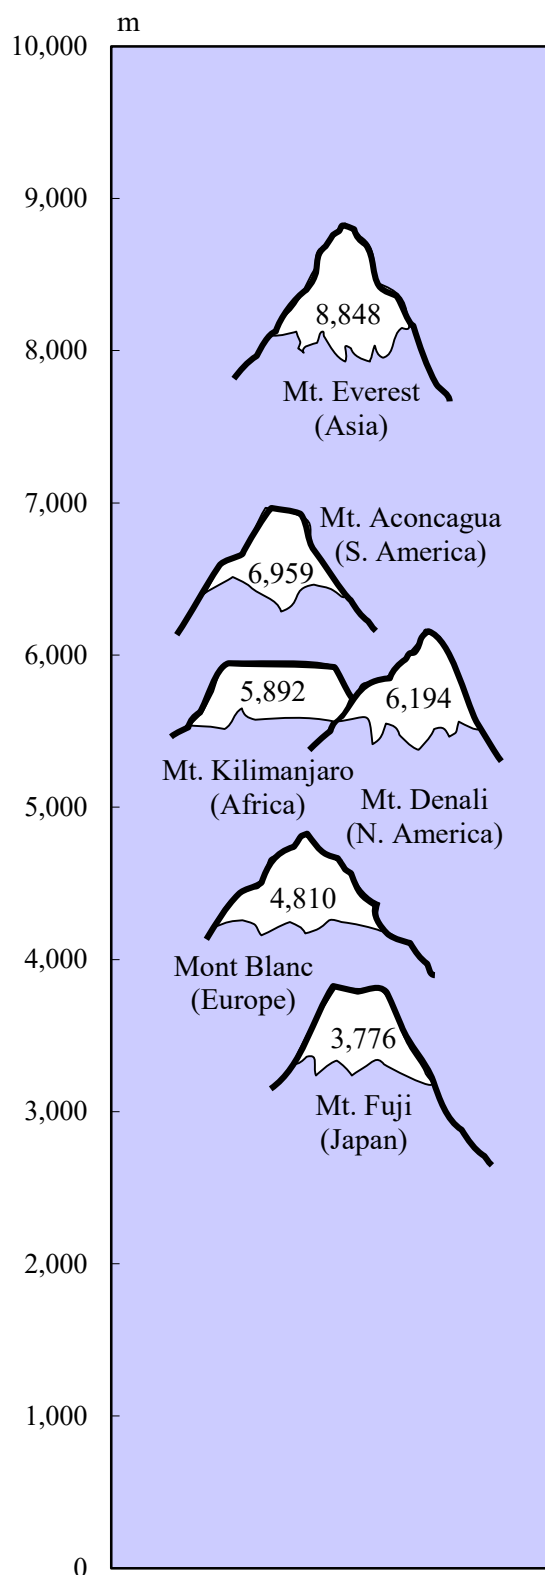 m
10,000
9,000
8,848
8,000
Mt. Everest
(Asia)
7,000
Mt. Aconcagua
(S. America)
6,959
6,000
5,892
6,194
Mt. Kilimanjaro
(Africa)
Mt. Denali
(N. America)
5,000
4,810
Mont Blanc
(Europe)
4,000
3,776
Mt. Fuji
(Japan)
3,000
2,000
1,000
0